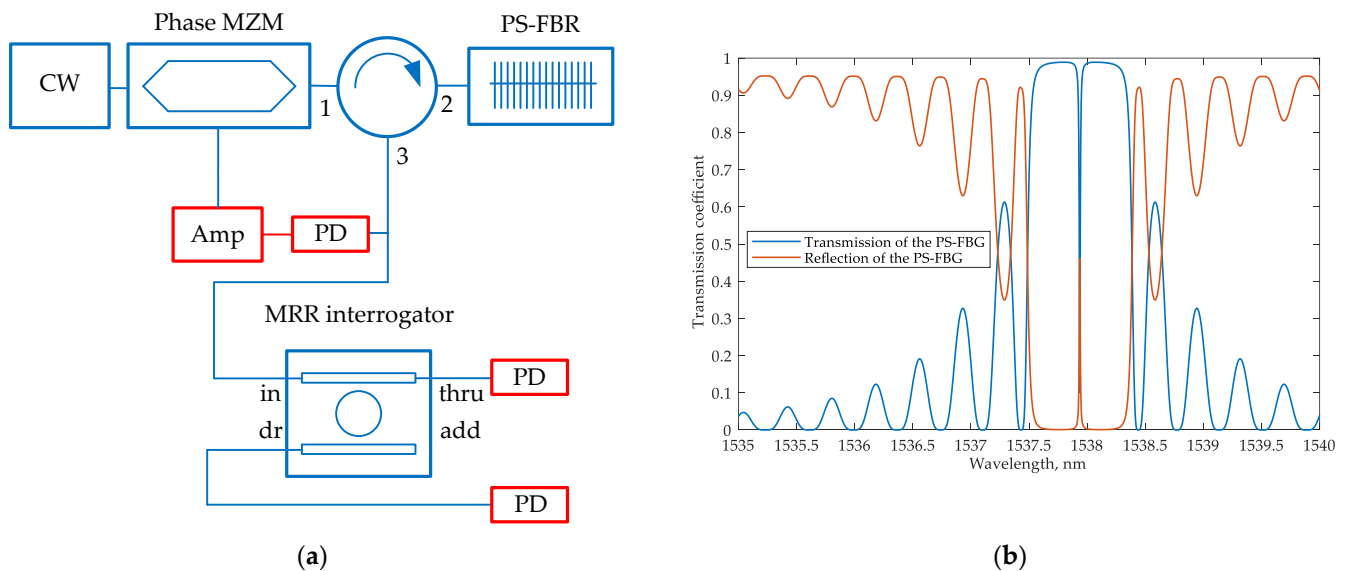 Phase MZM
PS-FBR
CW
1
2
3
Amp
PD
MRR interrogator
in
thru
PD
dr
add
PD
(a)
1
0.9
0.8
0.7
0.6
0.5
0.4
0.3
0.2
0.1
0
Transmission coefficient
Transmission of the PS-FBG
Reflection of the PS-FBG
1535 1535.5 1536 1536.5 1537 1537.5 1538 1538.5 1539 1539.5 1540
Wavelength, nm
(b)